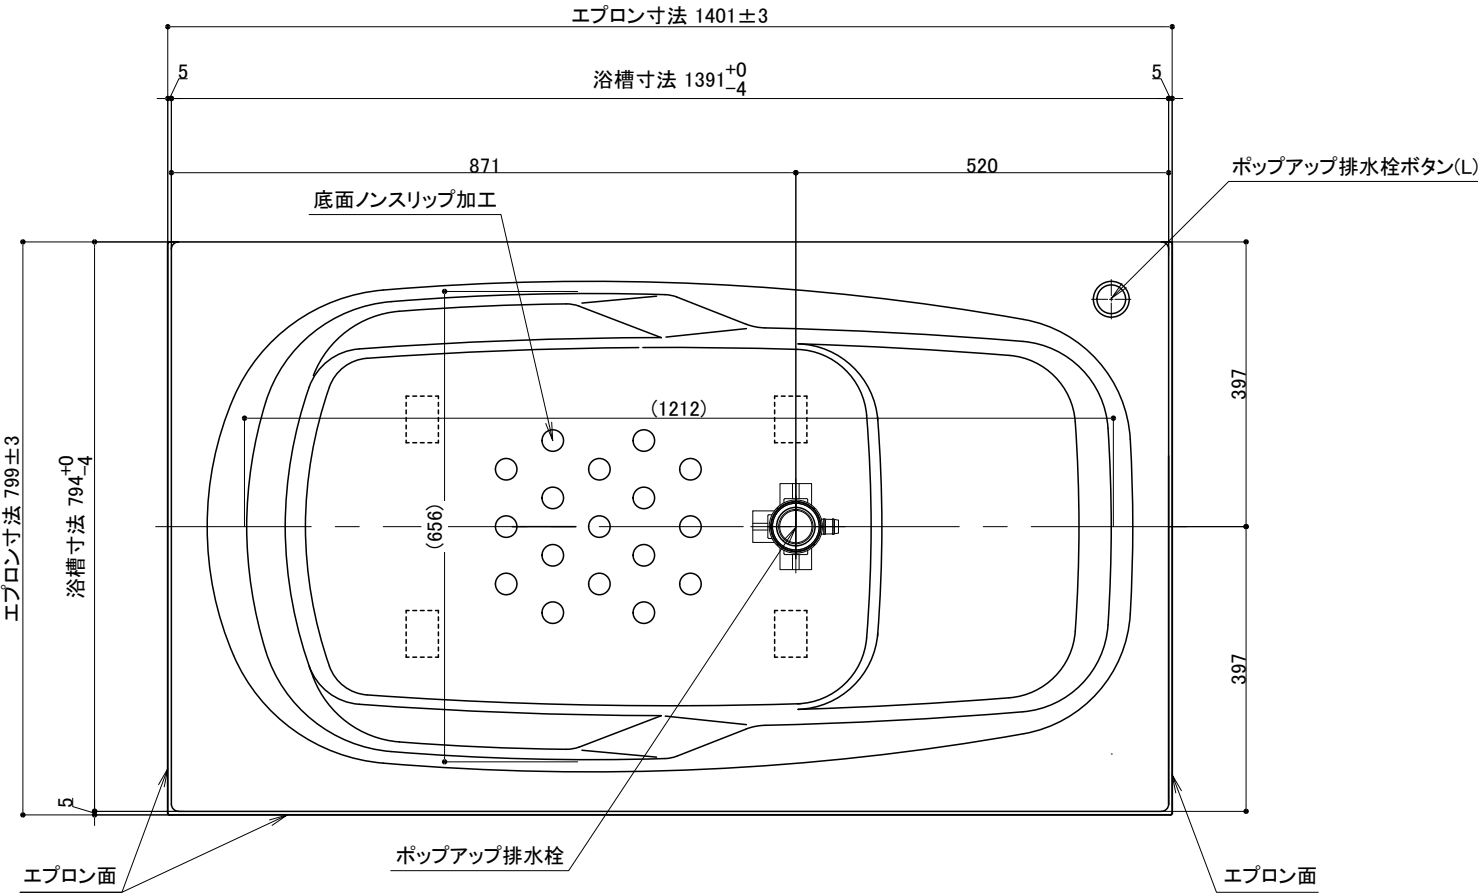 エプロン寸法 1401±3
5
浴槽寸法 1391 +0 -4
5
871
520
ポップアップ排水栓ボタン(L)
底面ノンスリップ加工
397
(1212)
エプロン寸法 799±3
浴槽寸法 794 +0 -4
(656)
397
5
ポップアップ排水栓
エプロン面
エプロン面